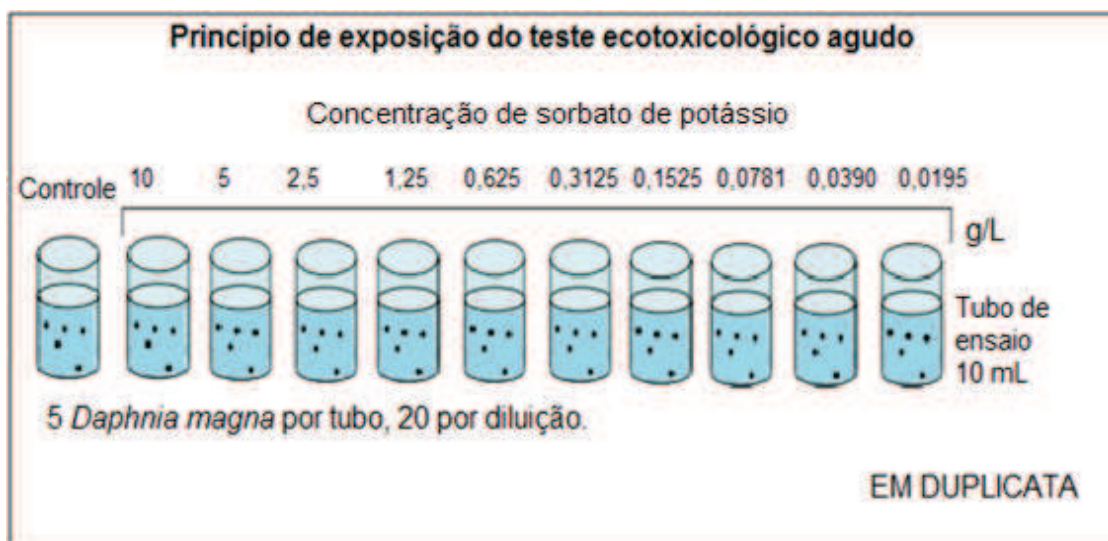 Principio de exposição do teste ecotoxicológico agudo
Concentração de sorbato de potássio
Controle 10 5 2,5 1,25 0,625 0,3125 0,1525 0,0781 0,0390 0,0195
g/L
Tubo de
ensaio
10 mL
5 Daphnia magna por tubo, 20 por diluição.
EM DUPLICATA